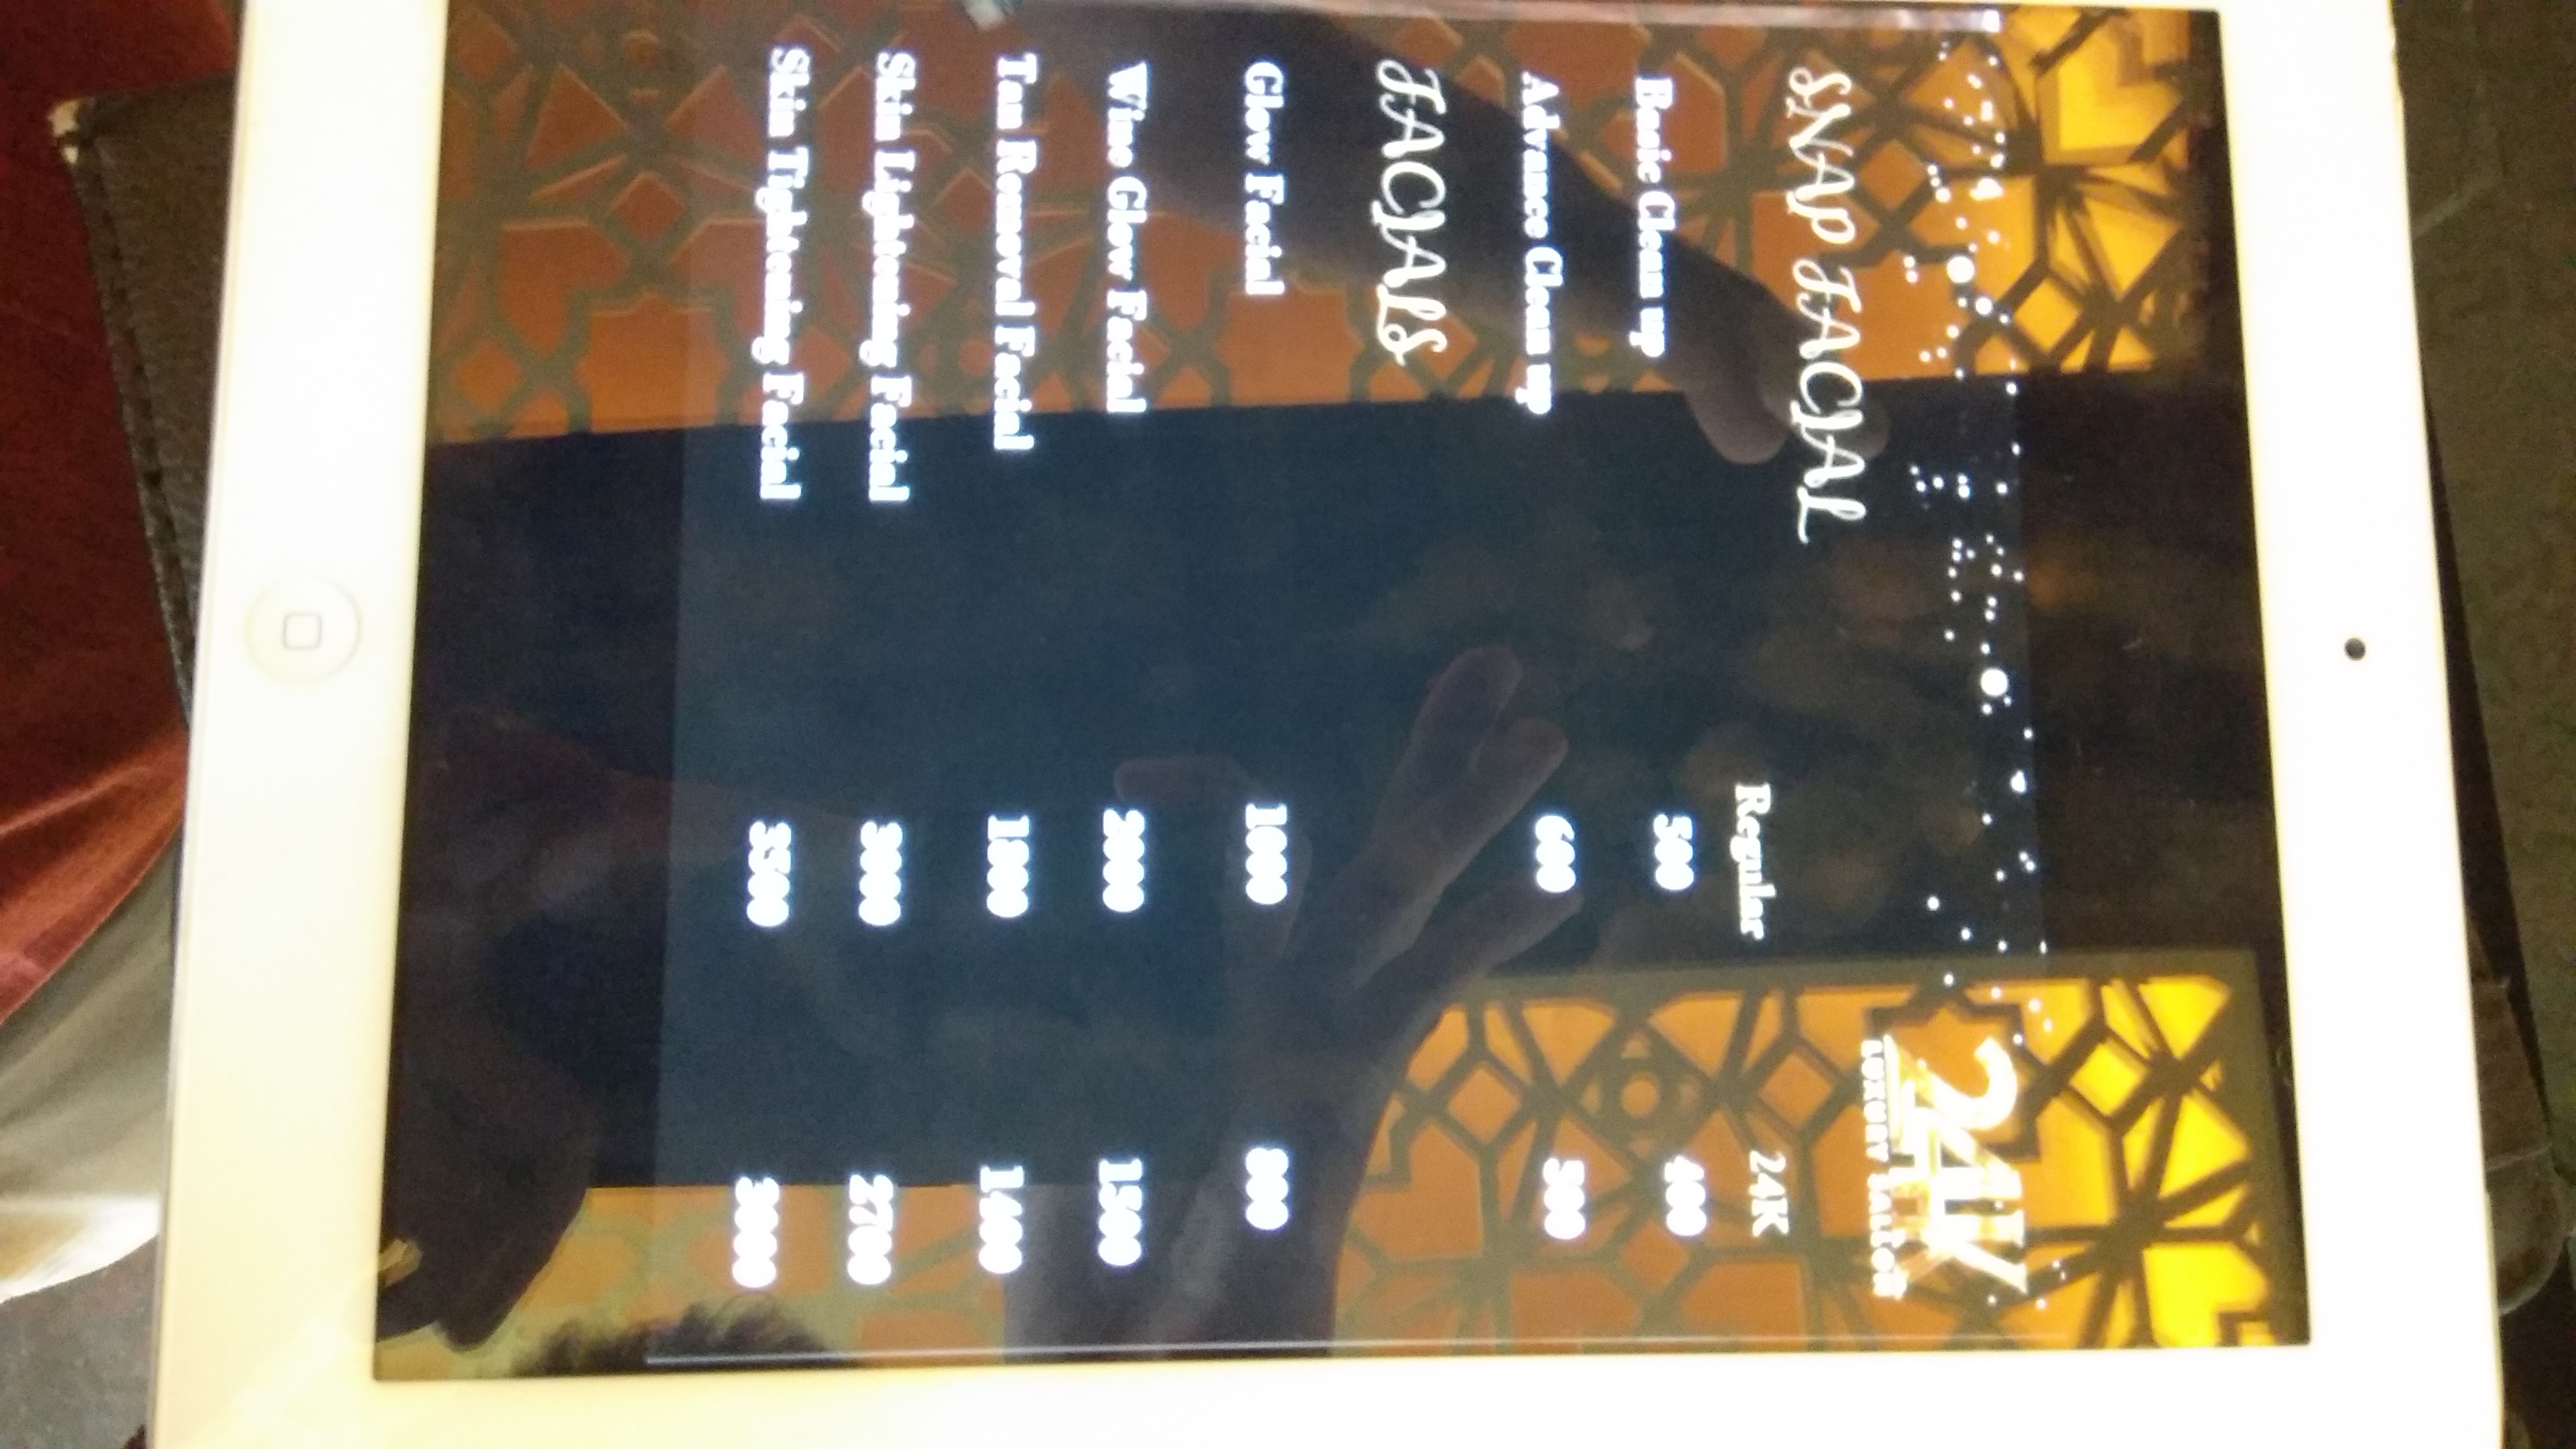 24K
LUXURY SALLON
SNAP FACIAL
Regular 24K
Basic Clean up 500 400
Advance Clean up 600 500
FACIALS
Glow Facial 1000 800
Wine Glow Facial 2000 1500
Tan Removal Facial 1800 1400
Skin Lightening Facial 3000 2700
Skin Tightening Facial 3500 3000